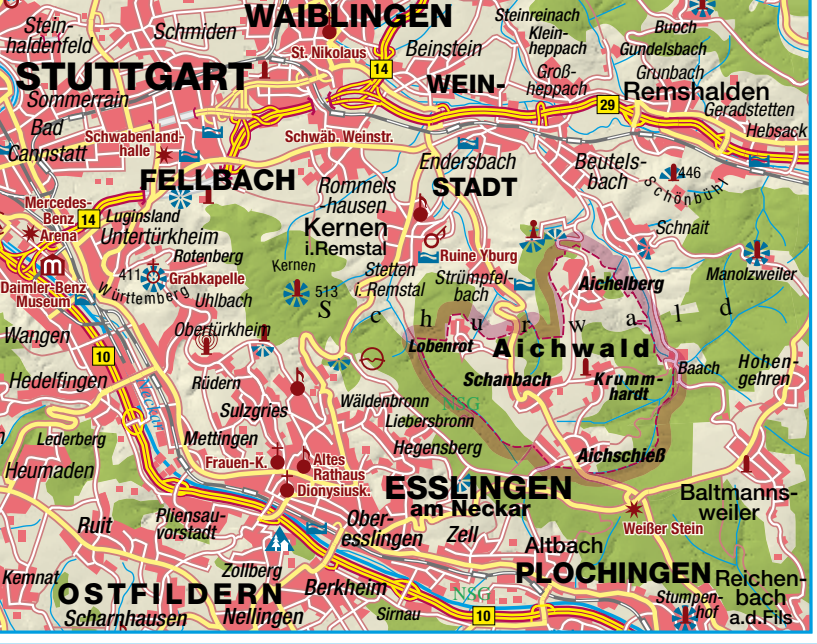 WAIBLINGEN
Stein-
haldenfeld
Schmiden
St. Nikolaus
Beinstein
Steinreinach
Klein-
heppach
Buoch
Gundelsbach
STUTTGART
14
WEIN-
Groß-
heppach
Grunbach
Remshalden
Sommerrain
29
Geradstetten
Hebsack
Bad
Cannstatt
Schwabenland-
halle
Schwäb. Weinstr.
Endersbach
Beutels-
bach
446
Schönbühl
FELLBACH
Rommels
-hausen
STADT
Mercedes-
Benz
Arena
14
Luginsland
Untertürkheim
Kernen
i.Remstal
Schnait
Rotenberg
Kernen
513
Stetten
i. Remstal
Ruine Yburg
Strümpfel-
bach
Aichelberg
Manolzweiler
411
Grabkapelle
Daimler-Benz
Museum
Württemberg
Uhlbach
Schurwald
Wangen
Obertürkheim
Lobenrot
Aichwald
10
Hedelfingen
Neckar
Rüdern
Schanbach
Krumm-
hardt
Baach
Hohen-
gehren
Sulzgries
Wäldenbronn
NSG
Liebersbronn
Lederberg
Mettingen
Hegensberg
Aichschieß
Heumaden
Frauen-K.
Altes
Rathaus
Dionysiusk.
ESSLINGEN
am Neckar
Baltmanns-
weiler
Ruit
Pliensau-
vorstadt
Ober-
esslingen
Zell
Weißer Stein
Altbach
Kemnat
Zollberg
PLOCHINGEN
Reichen-
bach
a.d.Fils
OSTFILDERN
Berkheim
NSG
Stumpen-
hof
Scharnhausen
Nellingen
Sirnau
10